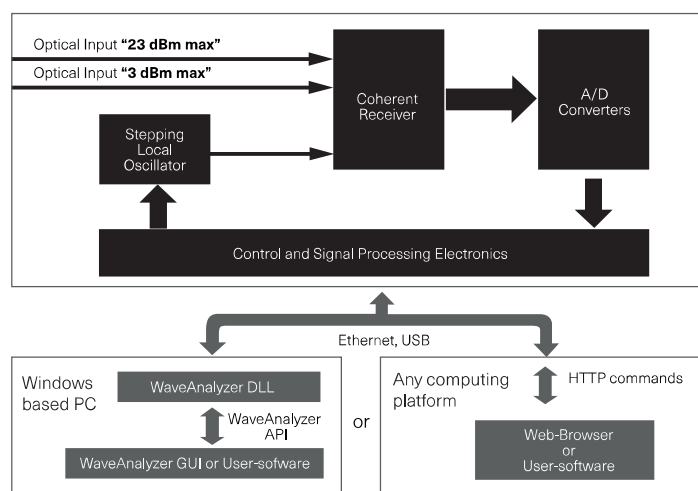 Optical Input “23 dBm max”
Optical Input “3 dBm max”
Coherent
Receiver
A/D
Converters
Stepping
Local
Oscillator
Control and Signal Processing Electronics
Ethernet, USB
Windows
based PC
WaveAnalyzer DLL
WaveAnalyzer
API
WaveAnalyzer GUI or User-sofware
or
Any computing
platform
HTTP commands
Web-Browser
or
User-software